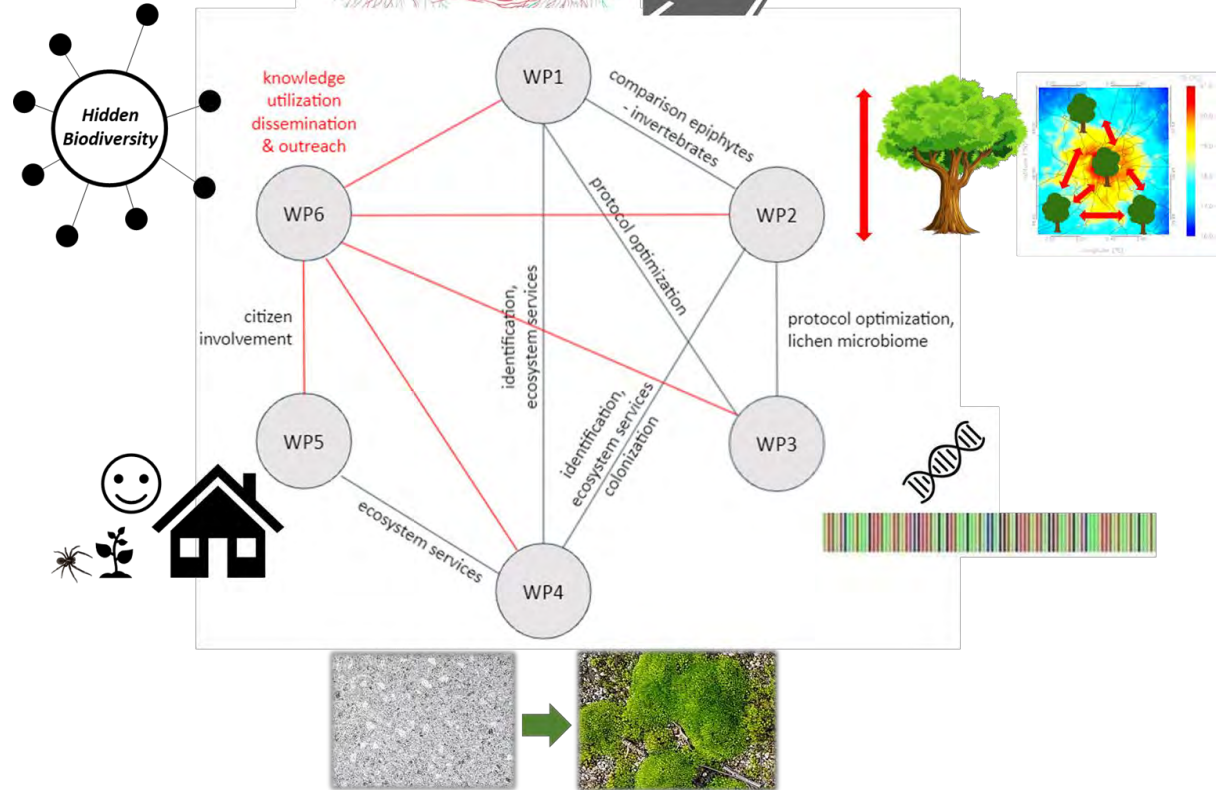 WP1
knowledge
utilization
dissemination
& outreach
Hidden
Biodiversity
comparison epiphytes
- invertebrates
WP6
WP2
protocol optimization
identification,
ecosystem services
citizen
involvement
protocol optimization,
lichen microbiome
identification,
ecosystem services
colonization
WP5
WP3
ecosystem services
WP4